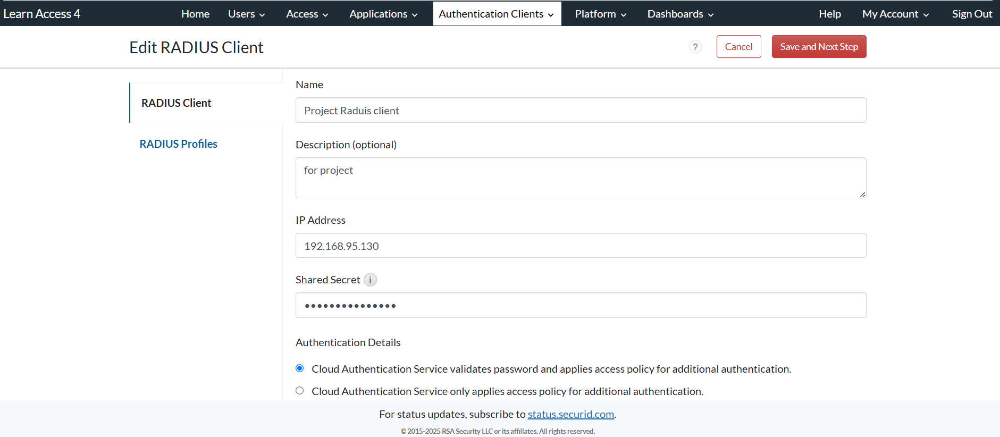 Learn Access 4 Home Users Access Applications Authentication Clients Platform Dashboards Help My Account Sign Out
Edit RADIUS Client ? Cancel Save and Next Step
RADIUS Client
RADIUS Profiles
Name
Project Raduis client
Description (optional)
for project
IP Address
192.168.95.130
Shared Secret i
•••••••••••••••
Authentication Details
Cloud Authentication Service validates password and applies access policy for additional authentication.
Cloud Authentication Service only applies access policy for additional authentication.
For status updates, subscribe to status.securid.com.
© 2015-2025 RSA Security LLC or its affiliates. All rights reserved.